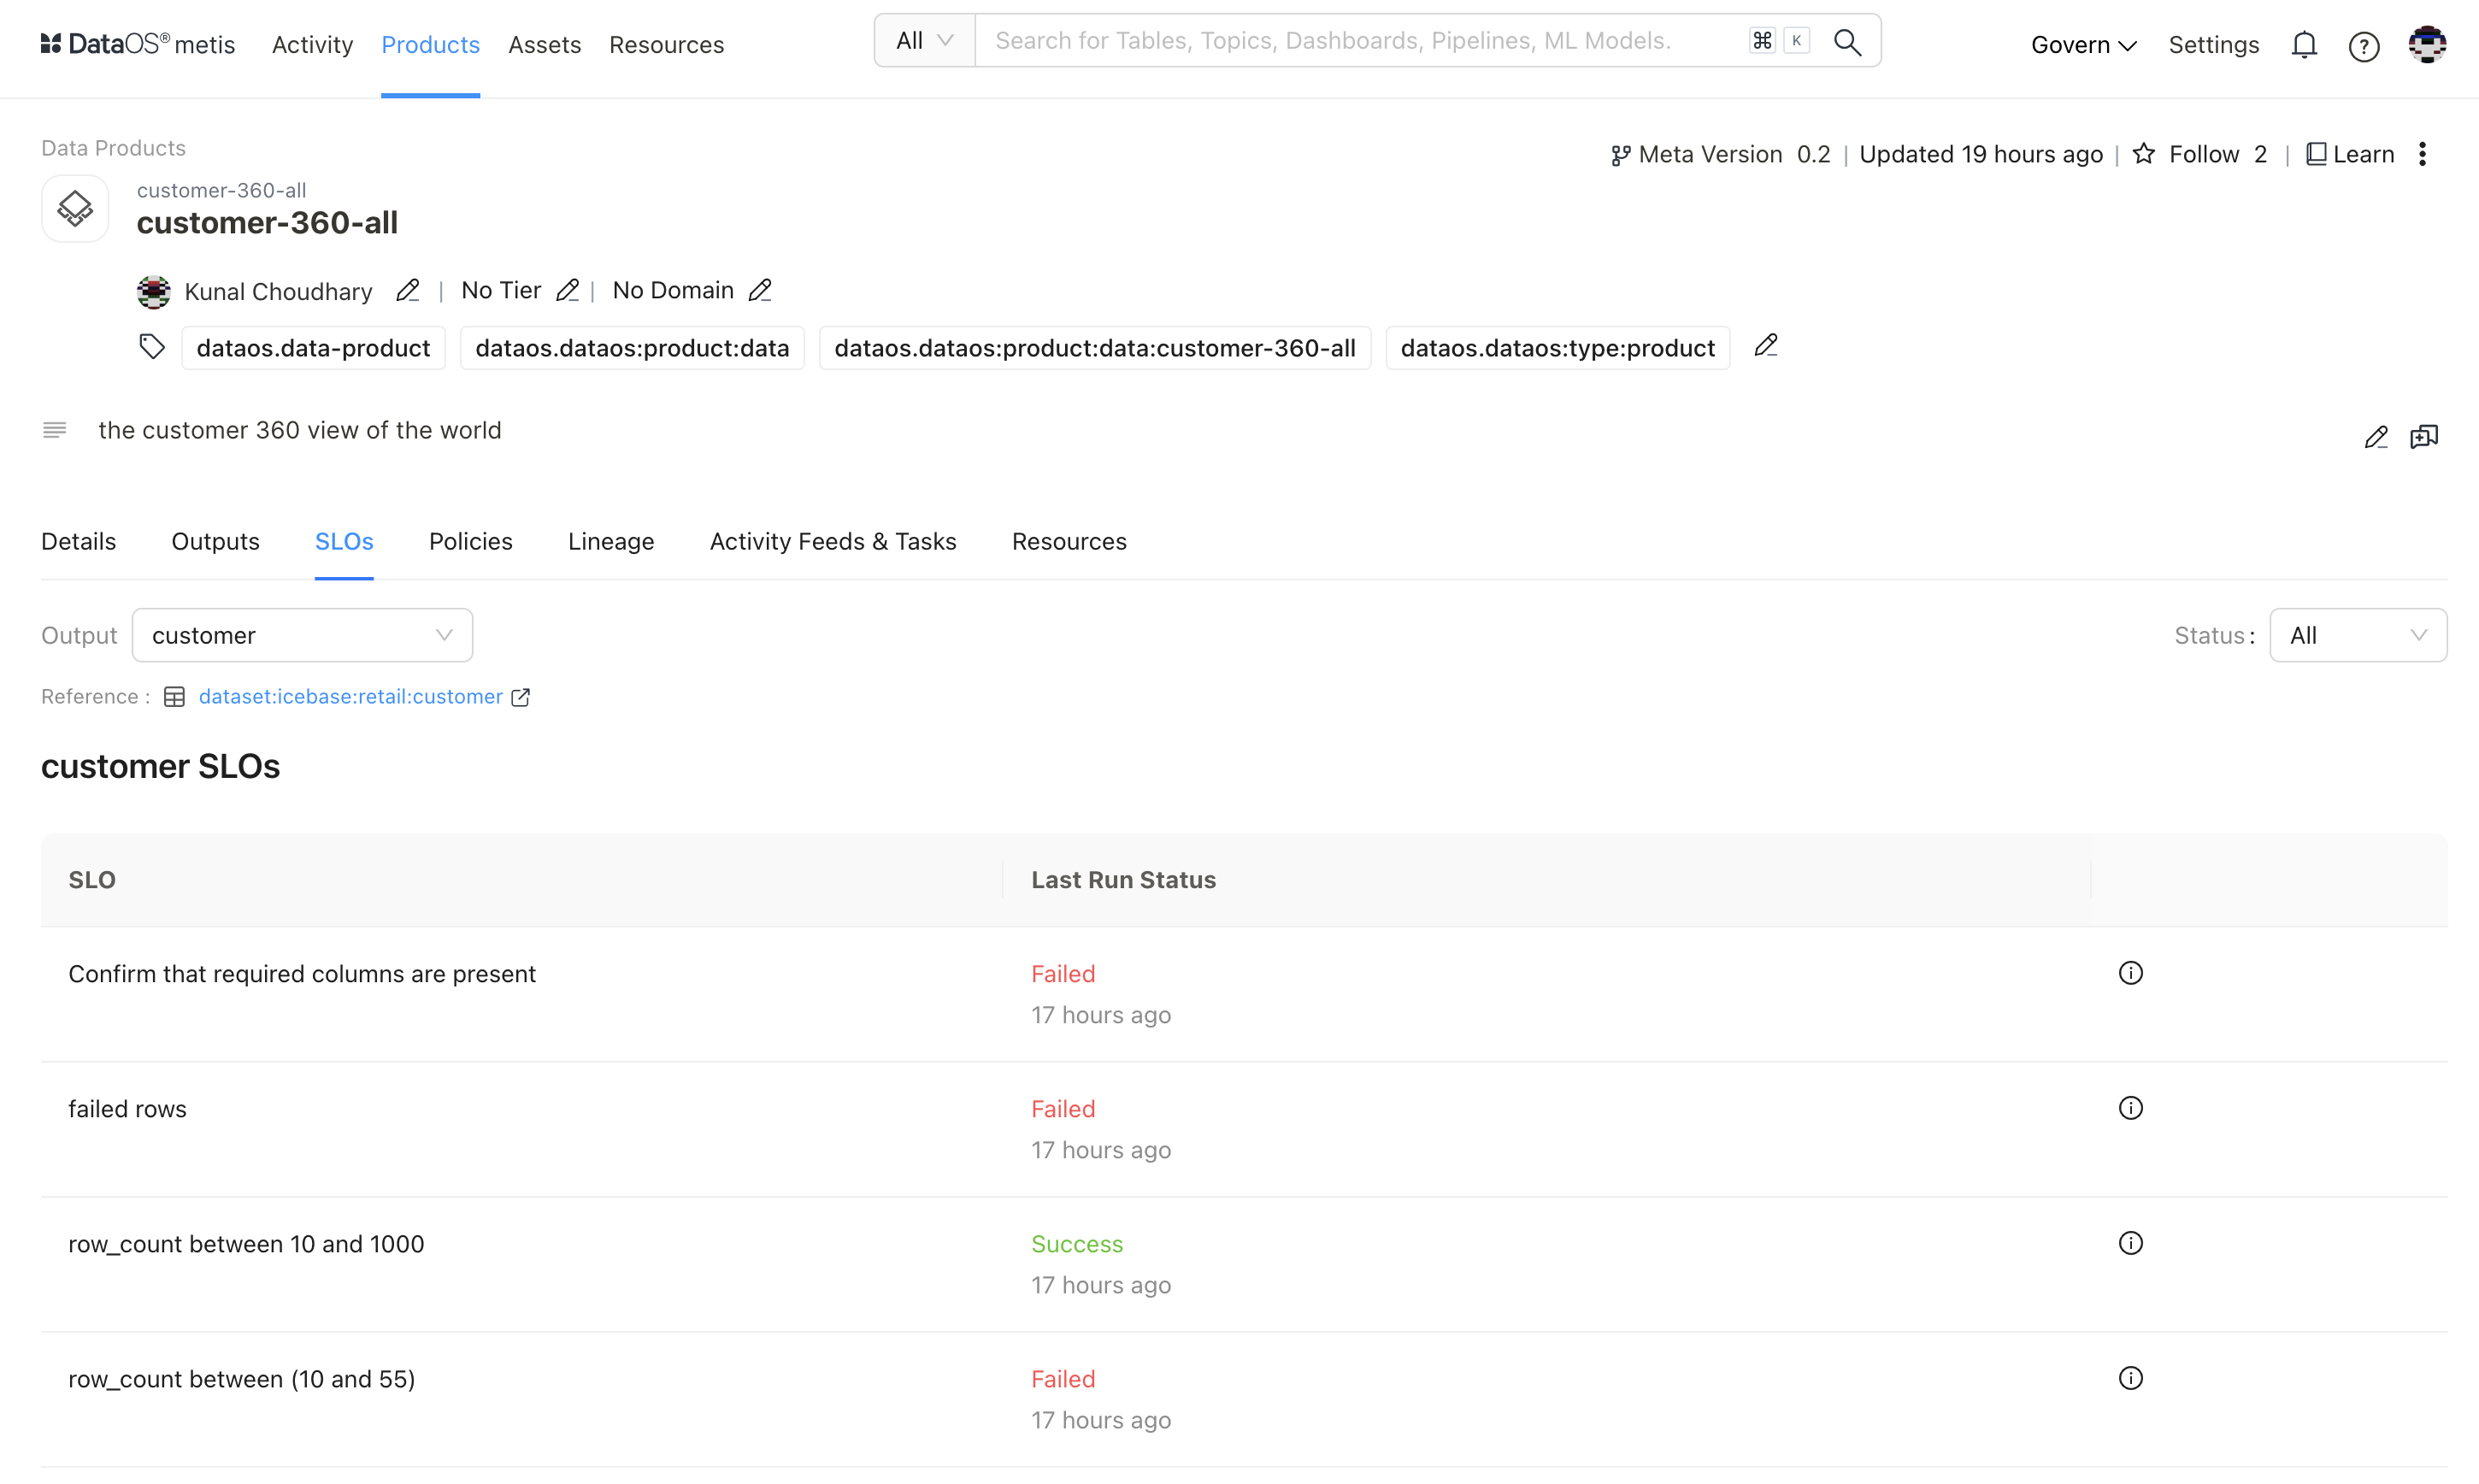 DataOS® metis Activity Products Assets Resources All Search for Tables, Topics, Dashboards, Pipelines, ML Models. ⌘ K Govern Settings
Data Products
Meta Version 0.2 | Updated 19 hours ago | Follow 2 | Learn
customer-360-all
customer-360-all
Kunal Choudhary | No Tier | No Domain
dataos.data-product dataos.dataos:product:data dataos.dataos:product:data:customer-360-all dataos.dataos:type:product
the customer 360 view of the world
Details Outputs SLOs Policies Lineage Activity Feeds & Tasks Resources
Output customer Status: All
Reference : dataset:icebase:retail:customer
customer SLOs
SLO Last Run Status
Confirm that required columns are present Failed
17 hours ago
failed rows Failed
17 hours ago
row_count between 10 and 1000 Success
17 hours ago
row_count between (10 and 55) Failed
17 hours ago